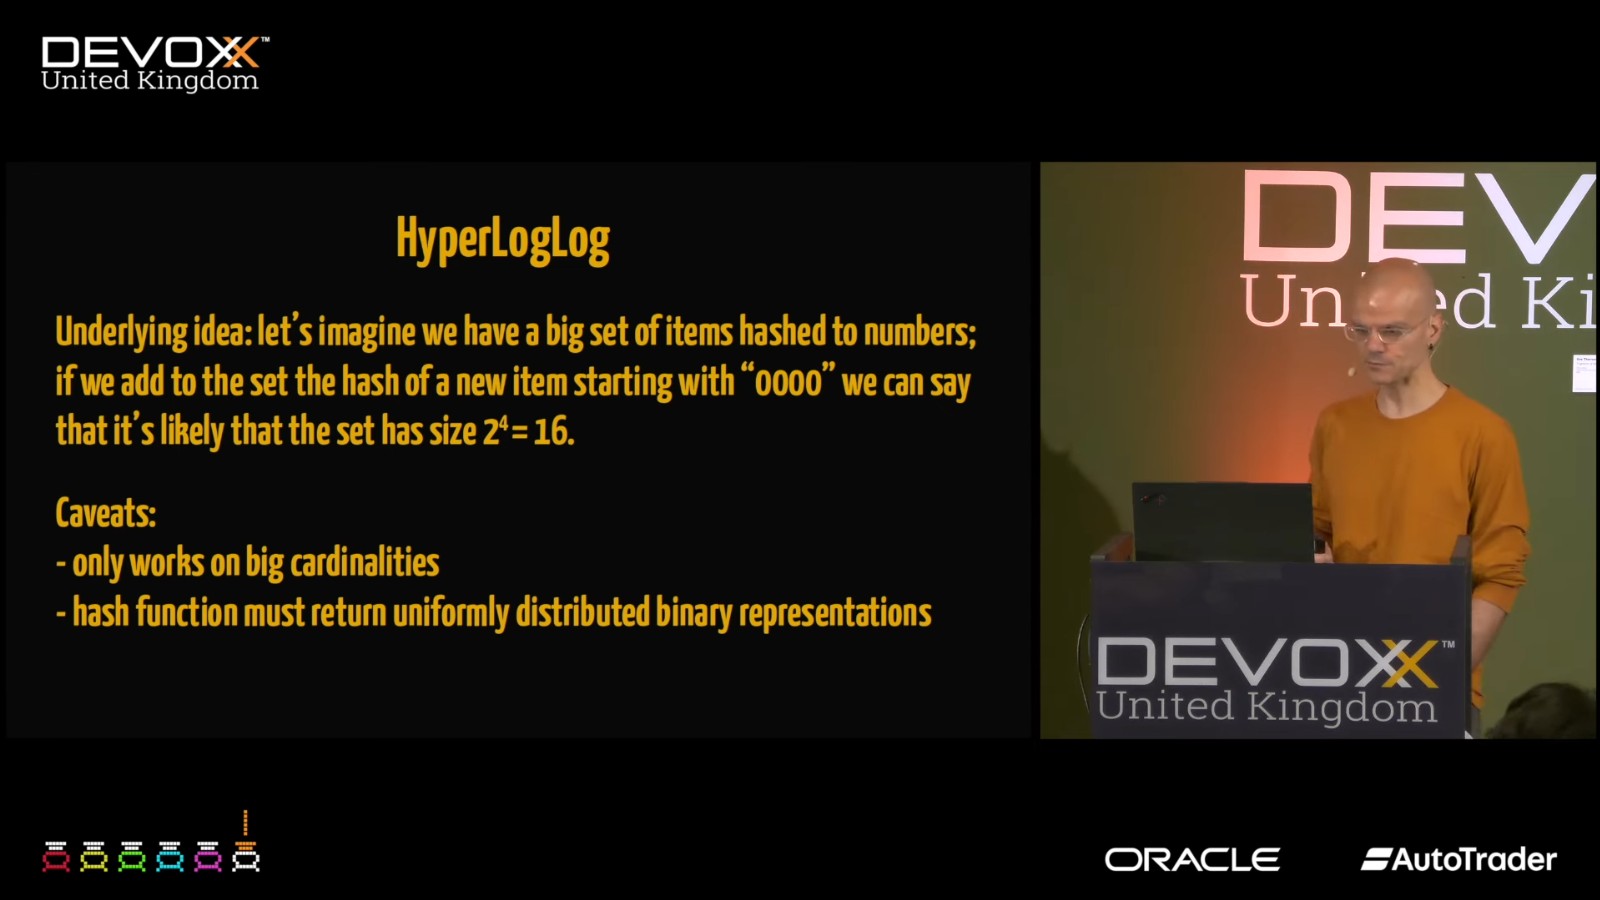 DEVOXX™
United Kingdom
HyperLogLog
Underlying idea: let's imagine we have a big set of items hashed to numbers;
if we add to the set the hash of a new item starting with “0000” we can say
that it's likely that the set has size 2⁴ = 16.
Caveats:
- only works on big cardinalities
- hash function must return uniformly distributed binary representations
DEV
Un ed Ki
DEVOXX™
United Kingdom
ORACLE
AutoTrader